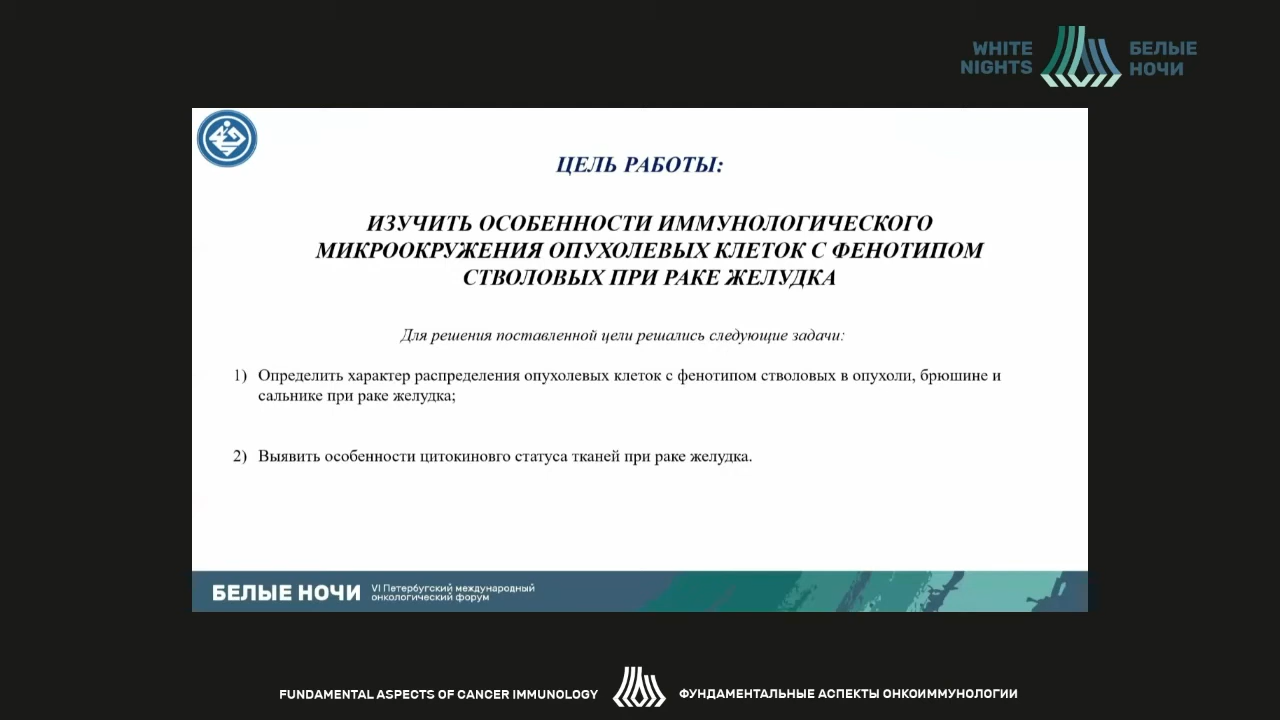 WHITE
NIGHTS
БЕЛЫЕ
НОЧИ
ЦЕЛЬ РАБОТЫ:
ИЗУЧИТЬ ОСОБЕННОСТИ ИММУНОЛОГИЧЕСКОГО
МИКРООКРУЖЕНИЯ ОПУХОЛЕВЫХ КЛЕТОК С ФЕНОТИПОМ
СТВОЛОВЫХ ПРИ РАКЕ ЖЕЛУДКА
Для решения поставленной цели решались следующие задачи:
1) Определить характер распределения опухолевых клеток с фенотипом стволовых в опухоли, брюшине и
сальнике при раке желудка;
2) Выявить особенности цитокиновго статуса тканей при раке желудка.
БЕЛЫЕ НОЧИ
VI Петербугский международный
онкологический форум
FUNDAMENTAL ASPECTS OF CANCER IMMUNOLOGY
ФУНДАМЕНТАЛЬНЫЕ АСПЕКТЫ ОНКОИММУНОЛОГИИ